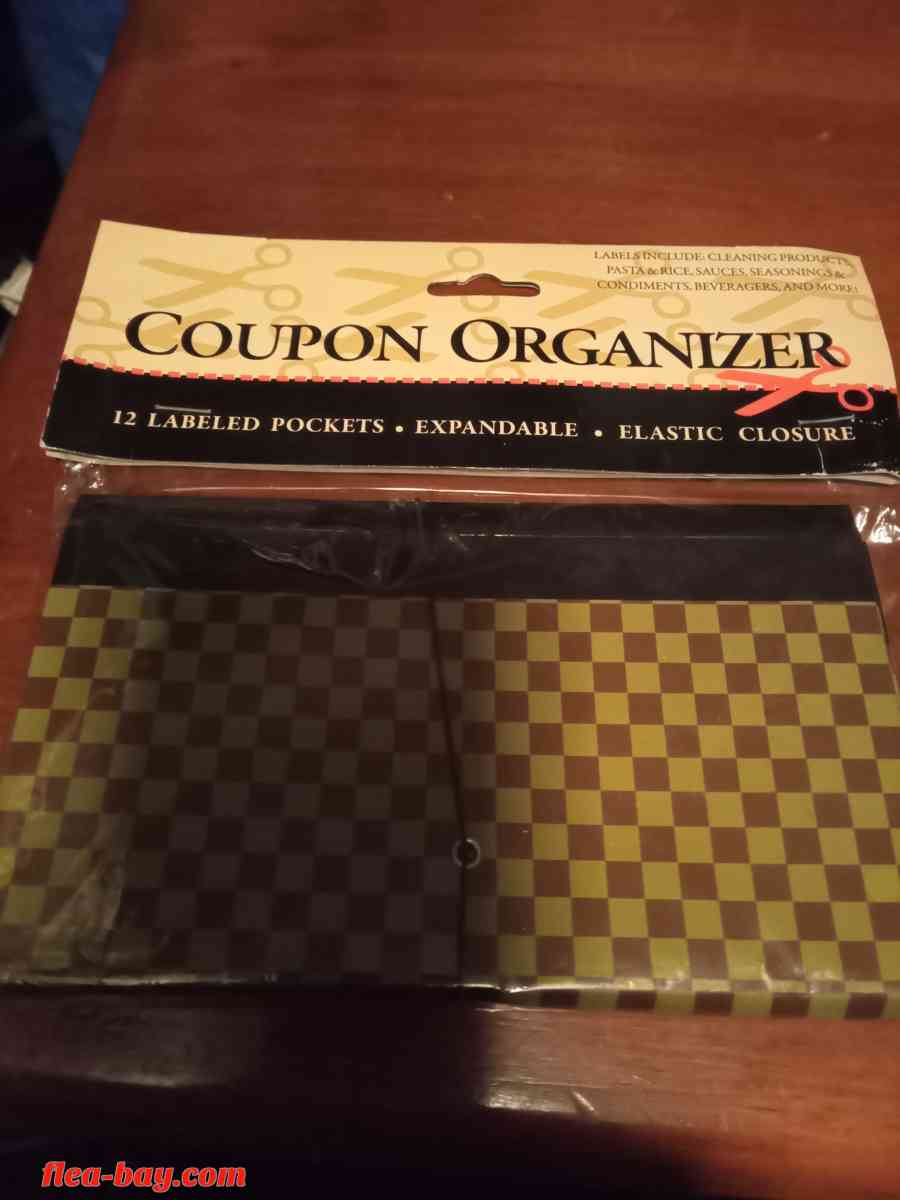 LABELS INCLUDE: CLEANING PRODUCTS,
PASTA & RICE, SAUCES, SEASONINGS &
CONDIMENTS, BEVERAGERS, AND MORE!
COUPON ORGANIZER
12 LABELED POCKETS • EXPANDABLE • ELASTIC CLOSURE
flea-bay.com